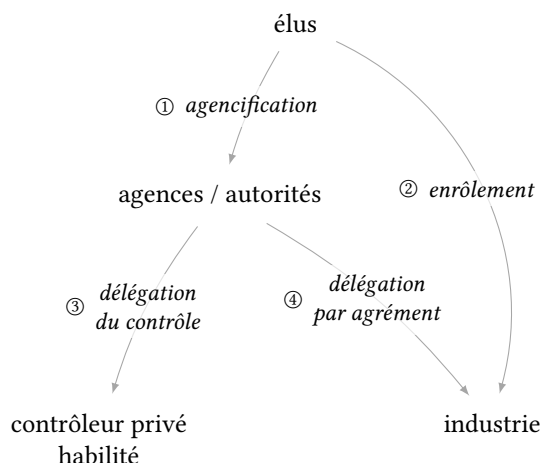 élus
① agencification
agences / autorités
② enrôlement
③ délégation
du contrôle
④ délégation
par agrément
contrôleur privé
habilité
industrie